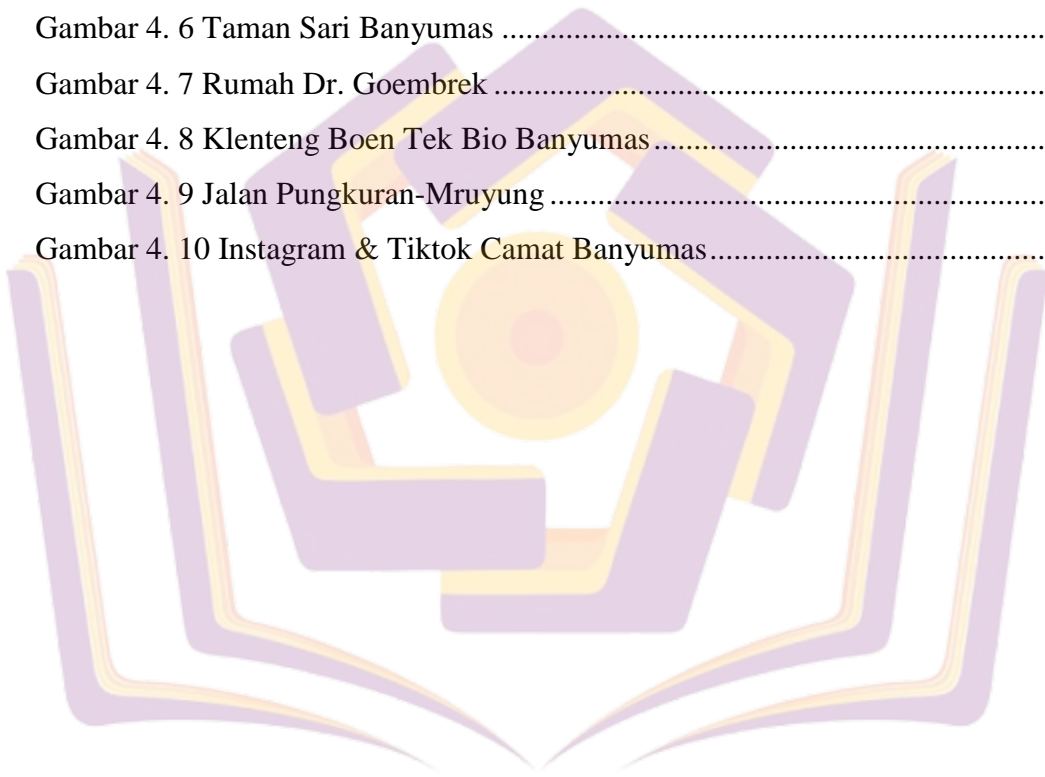 Gambar 4. 6 Taman Sari Banyumas ....................................................................
Gambar 4. 7 Rumah Dr. Goembrek .....................................................................
Gambar 4. 8 Klenteng Boen Tek Bio Banyumas .................................................
Gambar 4. 9 Jalan Pungkuran-Mruyung ..............................................................
Gambar 4. 10 Instagram & Tiktok Camat Banyumas ..........................................